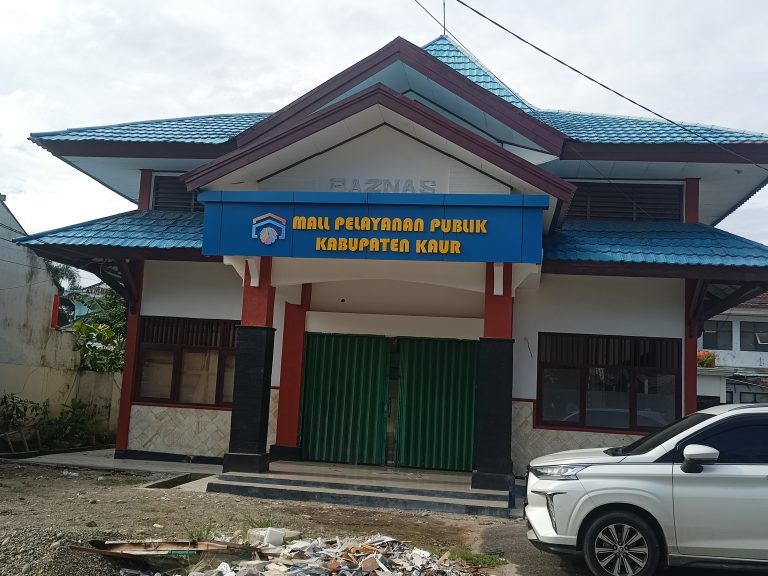 BAZNAS
MALL PELAYANAN PUBLIK
KABUPATEN KAUR